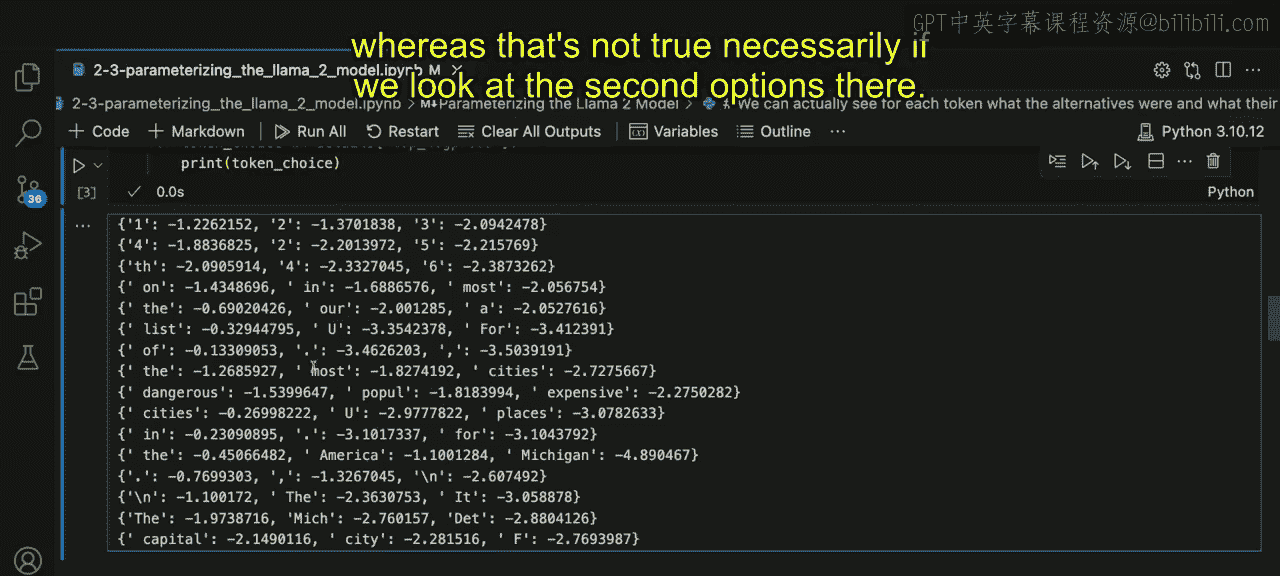 GPT中英字幕课程资源@bilibili.com
whereas that's not true necessarily if
we look at the second options there.
2-3-parameterizing_the_llama_2_model.ipynb M
2-3-parameterizing_the_llama_2_model.ipynb > M↓Parameterizing the Llama 2 Model > # We can actually see for each token what the alternatives were and what their
+ Code + Markdown Run All Restart Clear All Outputs Variables Outline ... Python 3.10.12
print(token_choice)
[3] 0.0s Python
36
{'1': -1.2262152, '2': -1.3701838, '3': -2.0942478}
{'4': -1.8836825, '2': -2.2013972, '5': -2.215769}
{'th': -2.0905914, '4': -2.3327045, '6': -2.3873262}
{' on': -1.4348696, ' in': -1.6886576, ' most': -2.056754}
{' the': -0.69020426, ' our': -2.001285, ' a': -2.0527616}
{' list': -0.32944795, ' U': -3.3542378, ' For': -3.412391}
{' of': -0.13309053, '.': -3.4626203, ',': -3.5039191}
{' the': -1.2685927, ' most': -1.8274192, ' cities': -2.7275667}
{' dangerous': -1.5399647, ' popul': -1.8183994, ' expensive': -2.2750282}
{' cities': -0.26998222, ' U': -2.9777822, ' places': -3.0782633}
{' in': -0.23090895, '.': -3.1017337, ' for': -3.1043792}
{' the': -0.45066482, ' America': -1.1001284, ' Michigan': -4.890467}
{'.': -0.7699303, ',': -1.3267045, '\n': -2.607492}
{'\n': -1.100172, ' The': -2.3630753, ' It': -3.058878}
{'The': -1.9738716, 'Mich': -2.760157, 'Det': -2.8804126}
{' capital': -2.1490116, ' city': -2.281516, ' F': -2.7693987}